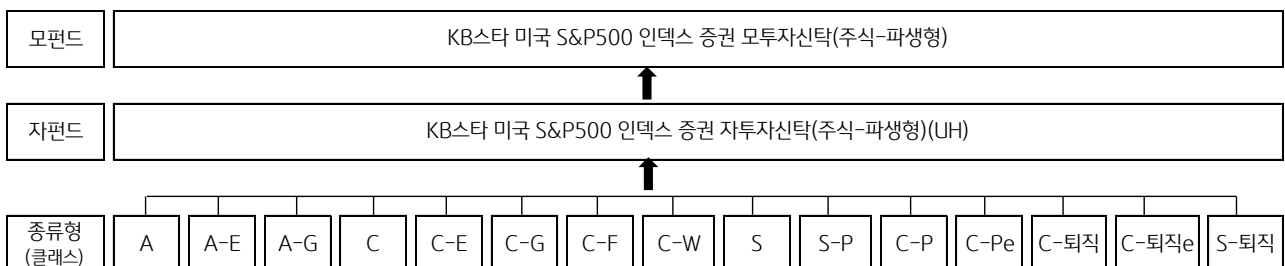 모펀드
KB스타 미국 S&P500 인덱스 증권 모투자신탁(주식-파생형)
자펀드
KB스타 미국 S&P500 인덱스 증권 자투자신탁(주식-파생형)(UH)
종류형
(클래스)
A A-E A-G C C-E C-G C-F C-W S S-P C-P C-Pe C-퇴직 C-퇴직e S-퇴직